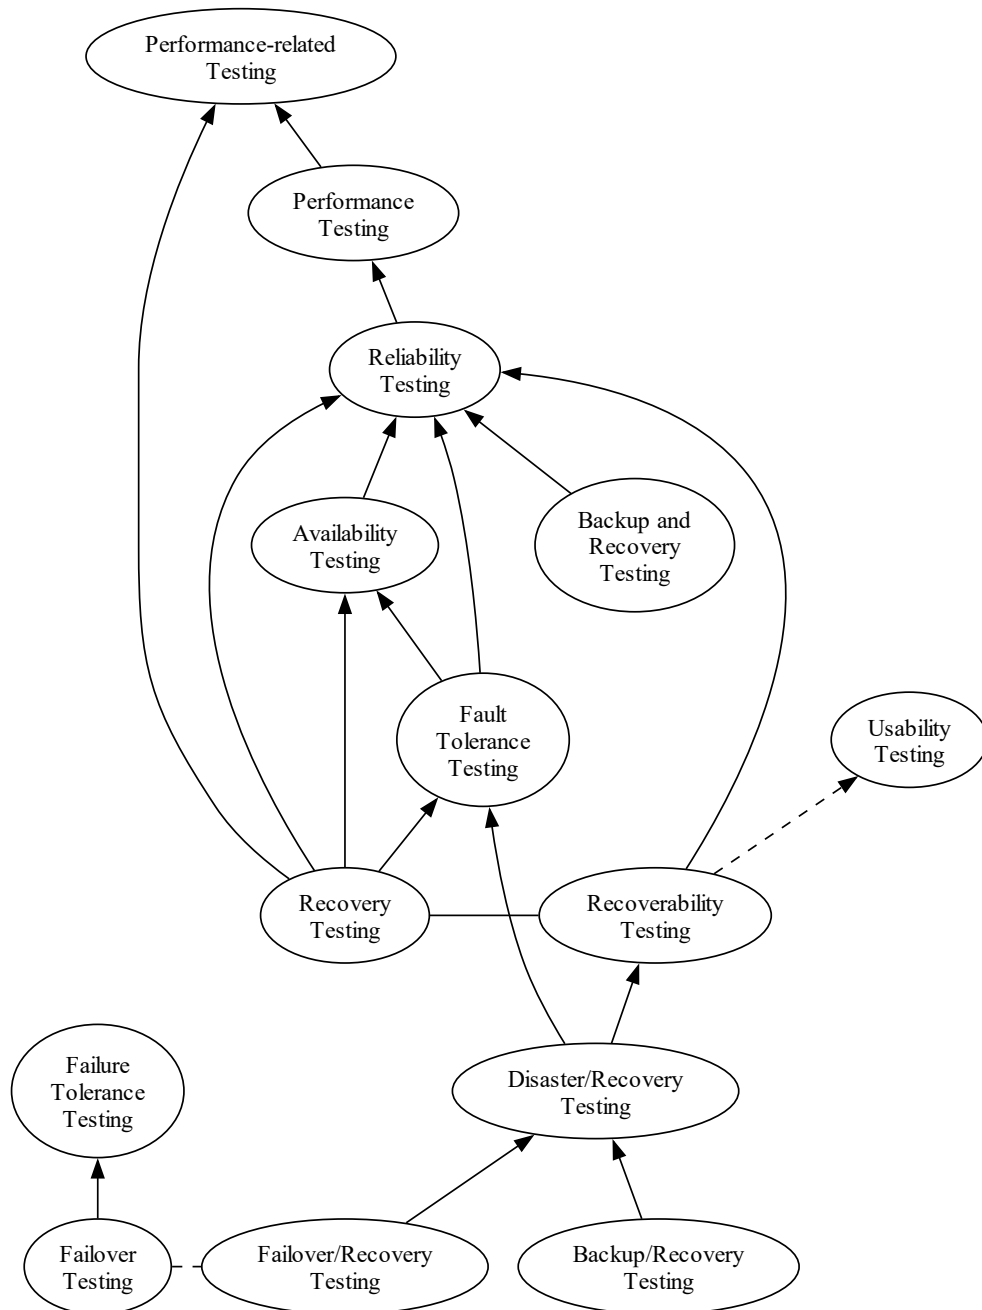 Performance-related
Testing
Performance
Testing
Reliability
Testing
Availability
Testing
Backup and
Recovery
Testing
Fault
Tolerance
Testing
Usability
Testing
Recovery
Testing
Recoverability
Testing
Failure
Tolerance
Testing
Disaster/Recovery
Testing
Failover
Testing
Failover/Recovery
Testing
Backup/Recovery
Testing